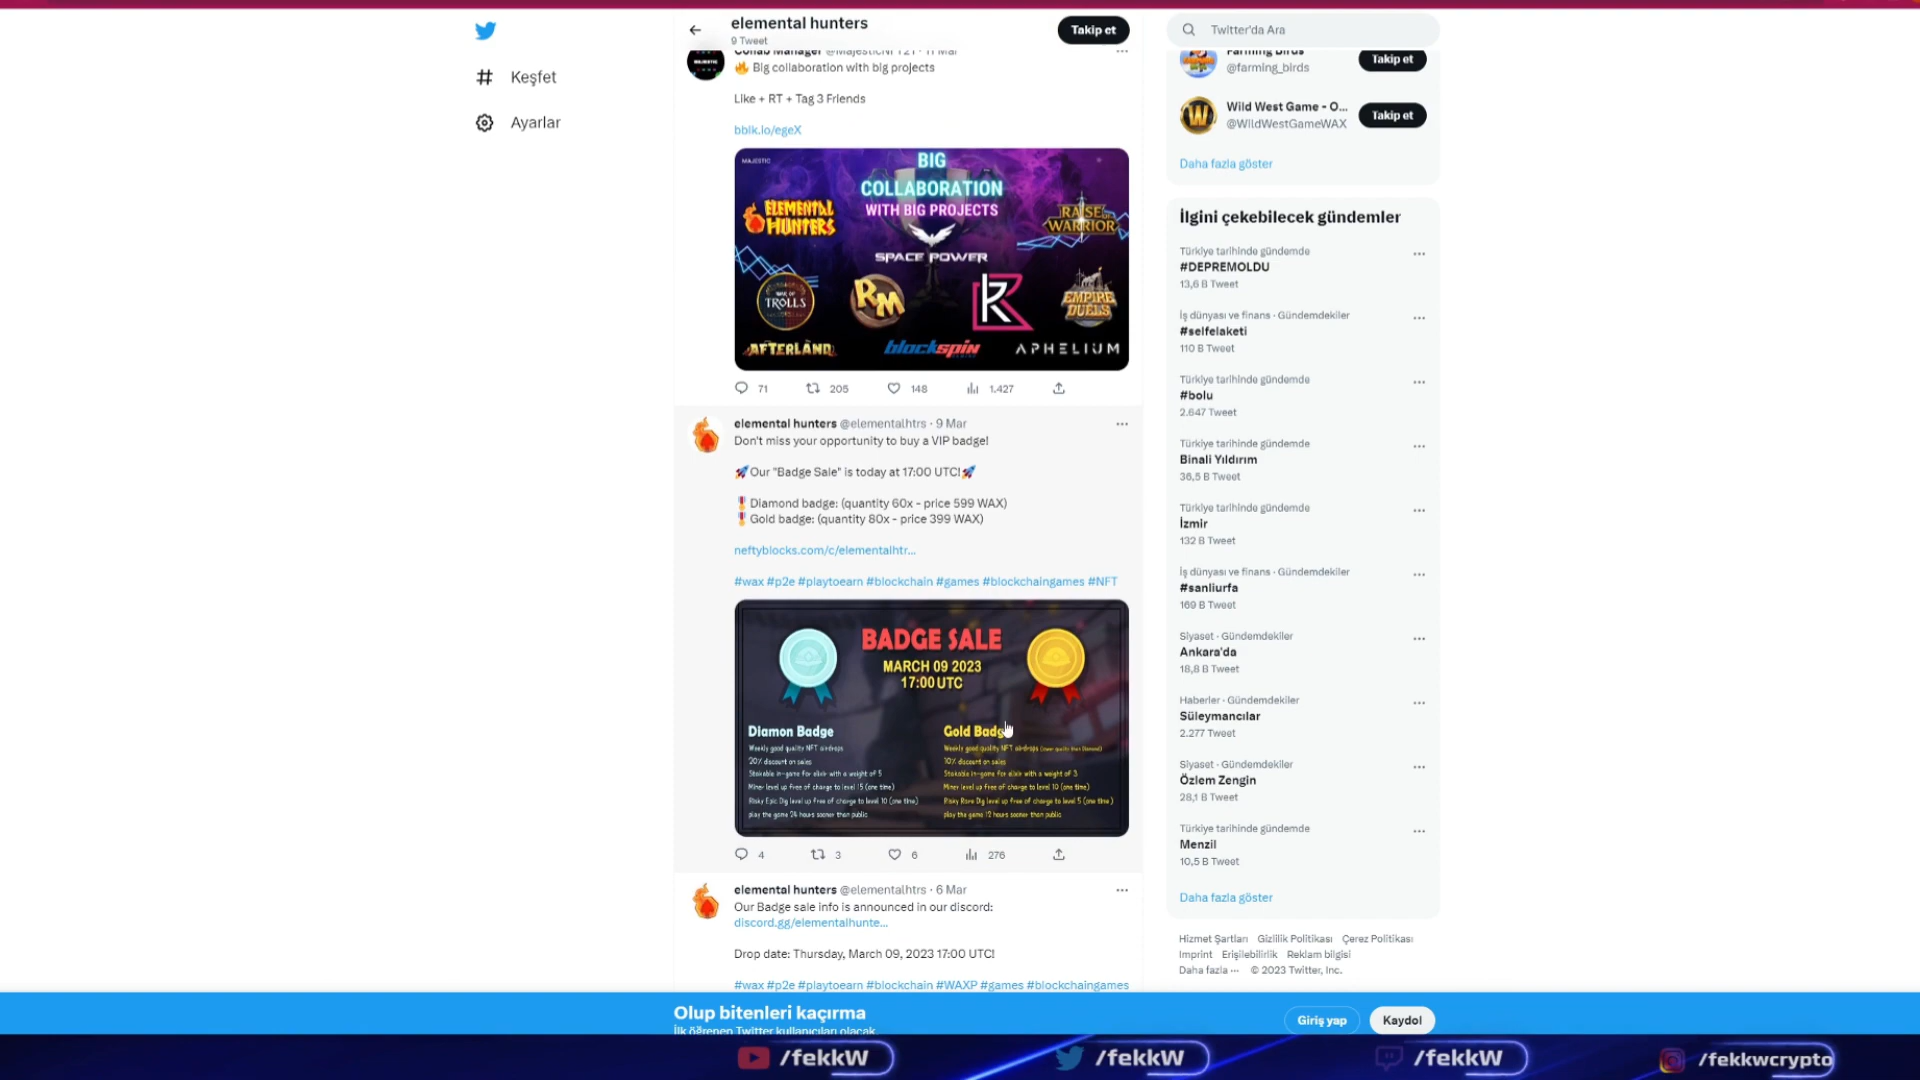 Keşfet
Ayarlar
elemental hunters
9 Tweet
Takip et
Collab Manager @MajesticNFT21 · 11 Mar
🔥 Big collaboration with big projects
Like + RT + Tag 3 Friends
bblk.lo/egeX
MAJESTIC
BIG
COLLABORATION
WITH BIG PROJECTS
ELEMENTAL
HUNTERS
RAISE OF
WARRIOR
SPACE POWER
TROLLS
RM
R
EMPIRE
DUELS
AFTERLAND
blockspin
APHELIUM
71
205
148
1.427
elemental hunters @elementalhtrs · 9 Mar
Don't miss your opportunity to buy a VIP badge!
🚀Our "Badge Sale" is today at 17:00 UTC!🚀
🎖Diamond badge: (quantity 60x - price 599 WAX)
🎖Gold badge: (quantity 80x - price 399 WAX)
neftyblocks.com/c/elementalhtr...
#wax #p2e #playtoearn #blockchain #games #blockchaingames #NFT
BADGE SALE
MARCH 09 2023
17:00 UTC
Diamon Badge
Weekly good quality NFT airdrops
20% discount on sales
Stakable in-game for elixir with a weight of 5
Miner level up free of charge to level 15 (one time)
Risky Epic Dig level up free of charge to level 10 (one time)
play the game 24 hours sooner than public
Gold Badg
Weekly good quality NFT airdrops (lower quality than Diamond)
10% discount on sales
Stakable in-game for elixir with a weight of 3
Miner level up free of charge to level 10 (one time)
Risky Rare Dig level up free of charge to level 5 (one time)
play the game 12 hours sooner than public
4
3
6
276
elemental hunters @elementalhtrs · 6 Mar
Our Badge sale info is announced in our discord:
discord.gg/elementalhunte...
Drop date: Thursday, March 09, 2023 17:00 UTC!
#wax #p2e #playtoearn #blockchain #WAXP #games #blockchaingames
Twitter'da Ara
Farming Birds
@farming_birds
Takip et
Wild West Game - O...
@WildWestGameWAX
Takip et
Daha fazla göster
İlgini çekebilecek gündemler
Türkiye tarihinde gündemde
#DEPREMOLDU
13,6 B Tweet
İş dünyası ve finans · Gündemdekiler
#selfelaketi
110 B Tweet
Türkiye tarihinde gündemde
#bolu
2.647 Tweet
Türkiye tarihinde gündemde
Binali Yıldırım
36,5 B Tweet
Türkiye tarihinde gündemde
İzmir
132 B Tweet
İş dünyası ve finans · Gündemdekiler
#sanliurfa
169 B Tweet
Siyaset · Gündemdekiler
Ankara'da
18,8 B Tweet
Haberler · Gündemdekiler
Süleymancılar
2.277 Tweet
Siyaset · Gündemdekiler
Özlem Zengin
28,1 B Tweet
Türkiye tarihinde gündemde
Menzil
10,5 B Tweet
Daha fazla göster
Hizmet Şartları Gizlilik Politikası Çerez Politikası
Imprint Erişilebilirlik Reklam bilgisi
Daha fazla ··· © 2023 Twitter, Inc.
Olup bitenleri kaçırma
İlk öğrenen Twitter kullanıcıları olacak.
Giriş yap
Kaydol
/fekkW
/fekkW
/fekkW
/fekkwcrypto